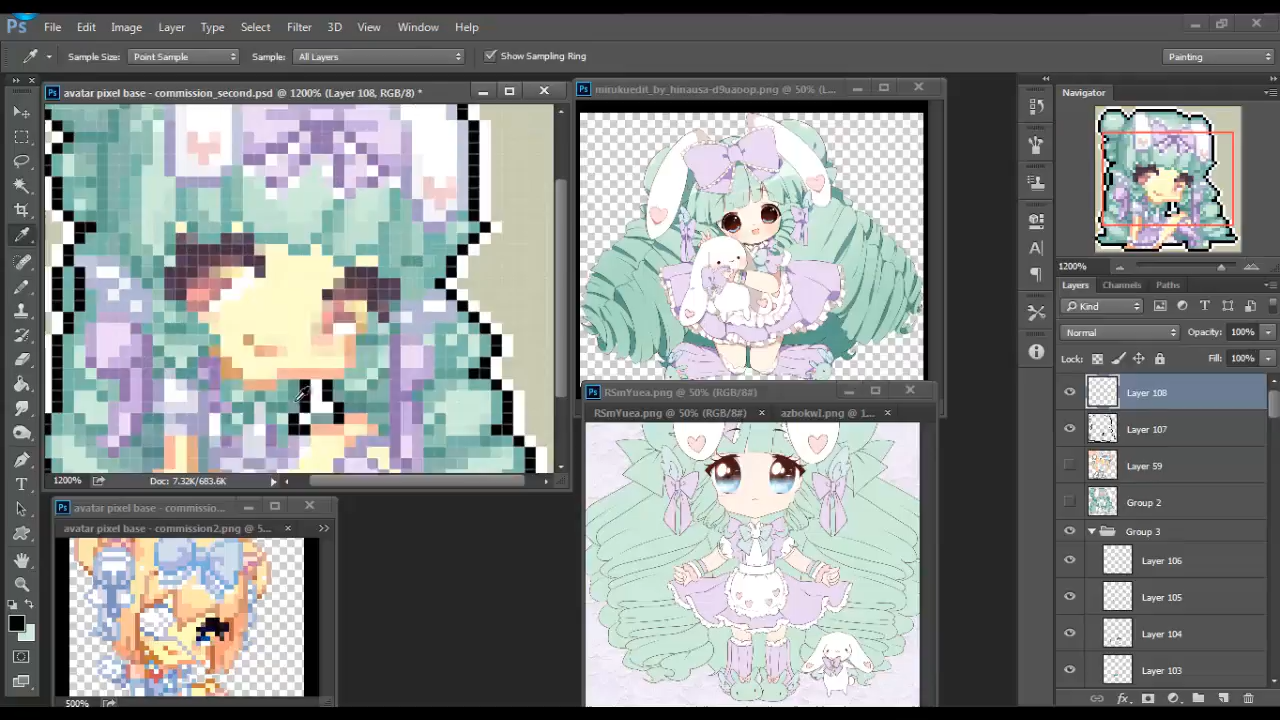 Ps File Edit Image Layer Type Select Filter 3D View Window Help
Sample Size: Point Sample Sample: All Layers Show Sampling Ring Painting
avatar pixel base - commission_second.psd @ 1200% (Layer 108, RGB/8) *
mirukuedit_by_hinausa-d9uaoop.png @ 50% (L...
Navigator
1200%
Layers Channels Paths
Kind
Normal Opacity: 100%
Lock: Fill: 100%
Layer 108
Layer 107
Layer 59
Group 2
Group 3
Layer 106
Layer 105
Layer 104
Layer 103
RSmYuea.png @ 50% (RGB/8#)
RSmYuea.png @ 50% (RGB/8#) × azbokwI.png @ 1... ×
1200% Doc: 7.32K/683.6K
avatar pixel base - commissio...
avatar pixel base - commission2.png @ 5... ×
500%